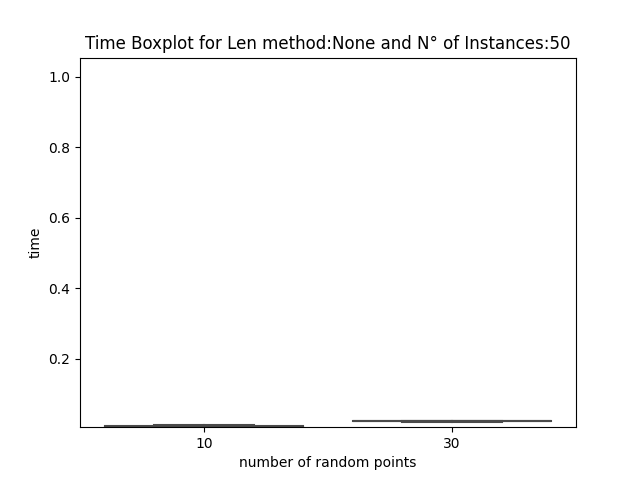 Time Boxplot for Len method:None and N° of Instances:50
1.0
0.8
0.6
0.4
0.2
time
10 30
number of random points